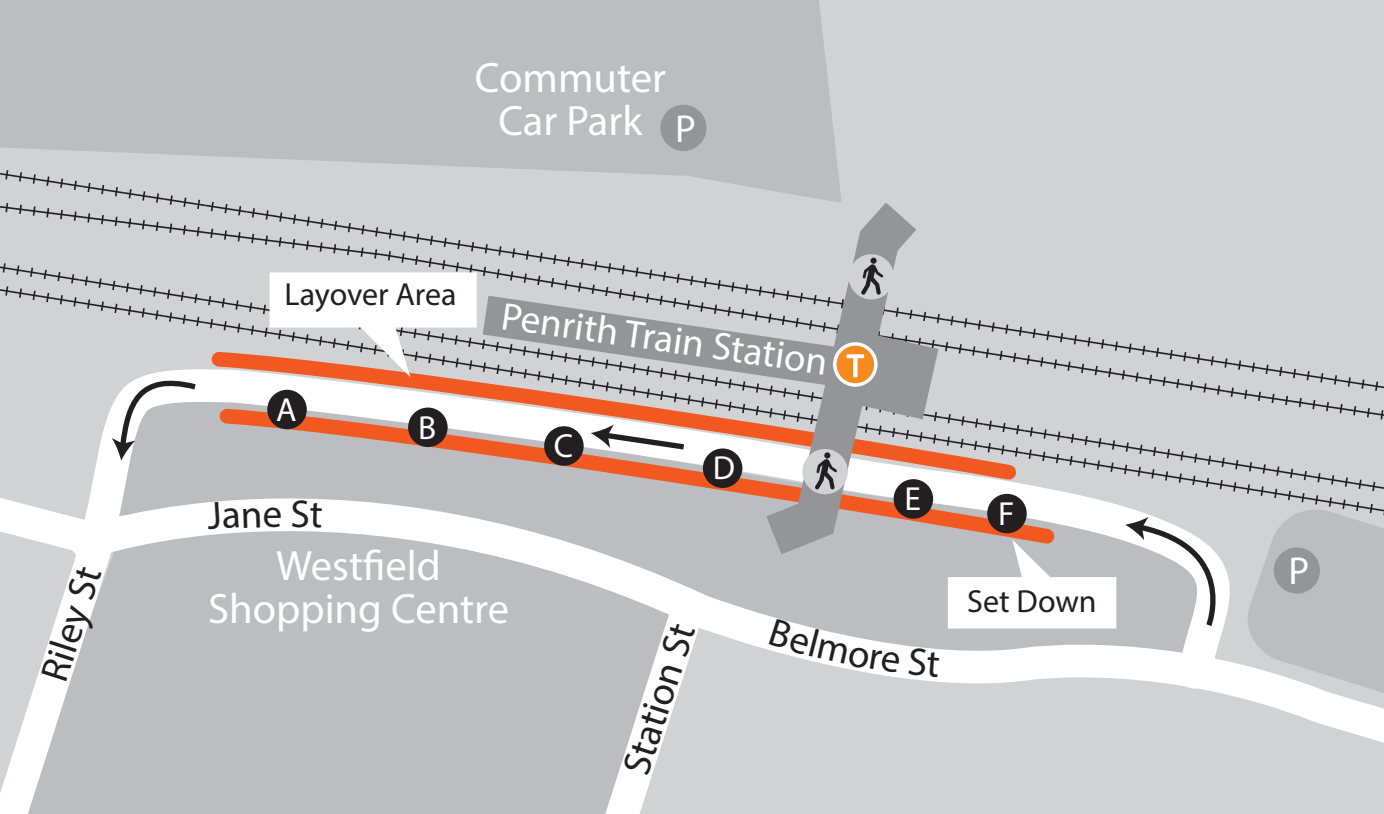 Commuter
Car Park P
Layover Area
Penrith Train Station T
A
B
C
D
E
F
Jane St
Westfield
Shopping Centre
Set Down
P
Riley St
Station St
Belmore St